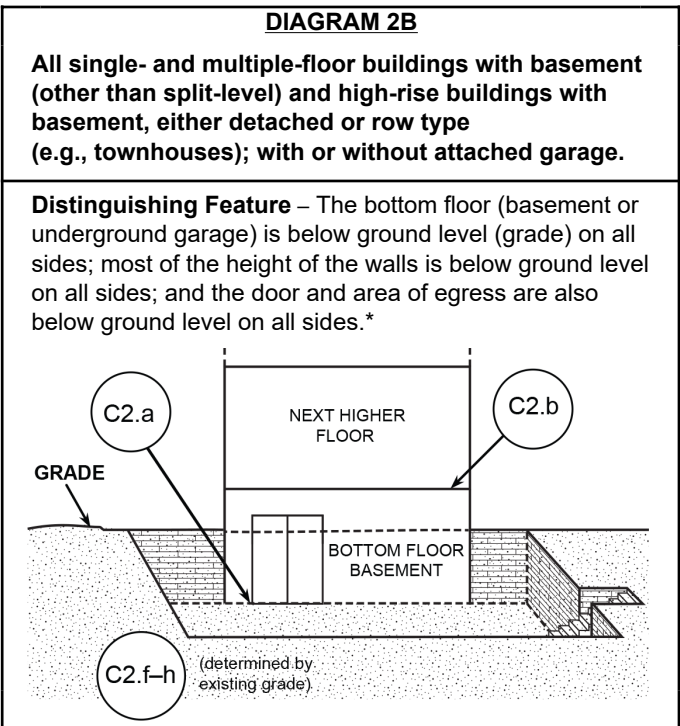 DIAGRAM 2B
All single- and multiple-floor buildings with basement
(other than split-level) and high-rise buildings with
basement, either detached or row type
(e.g., townhouses); with or without attached garage.
Distinguishing Feature – The bottom floor (basement or
underground garage) is below ground level (grade) on all
sides; most of the height of the walls is below ground level
on all sides; and the door and area of egress are also
below ground level on all sides.*
C2.a
NEXT HIGHER
FLOOR
C2.b
GRADE
BOTTOM FLOOR
BASEMENT
C2.f–h
(determined by
existing grade)